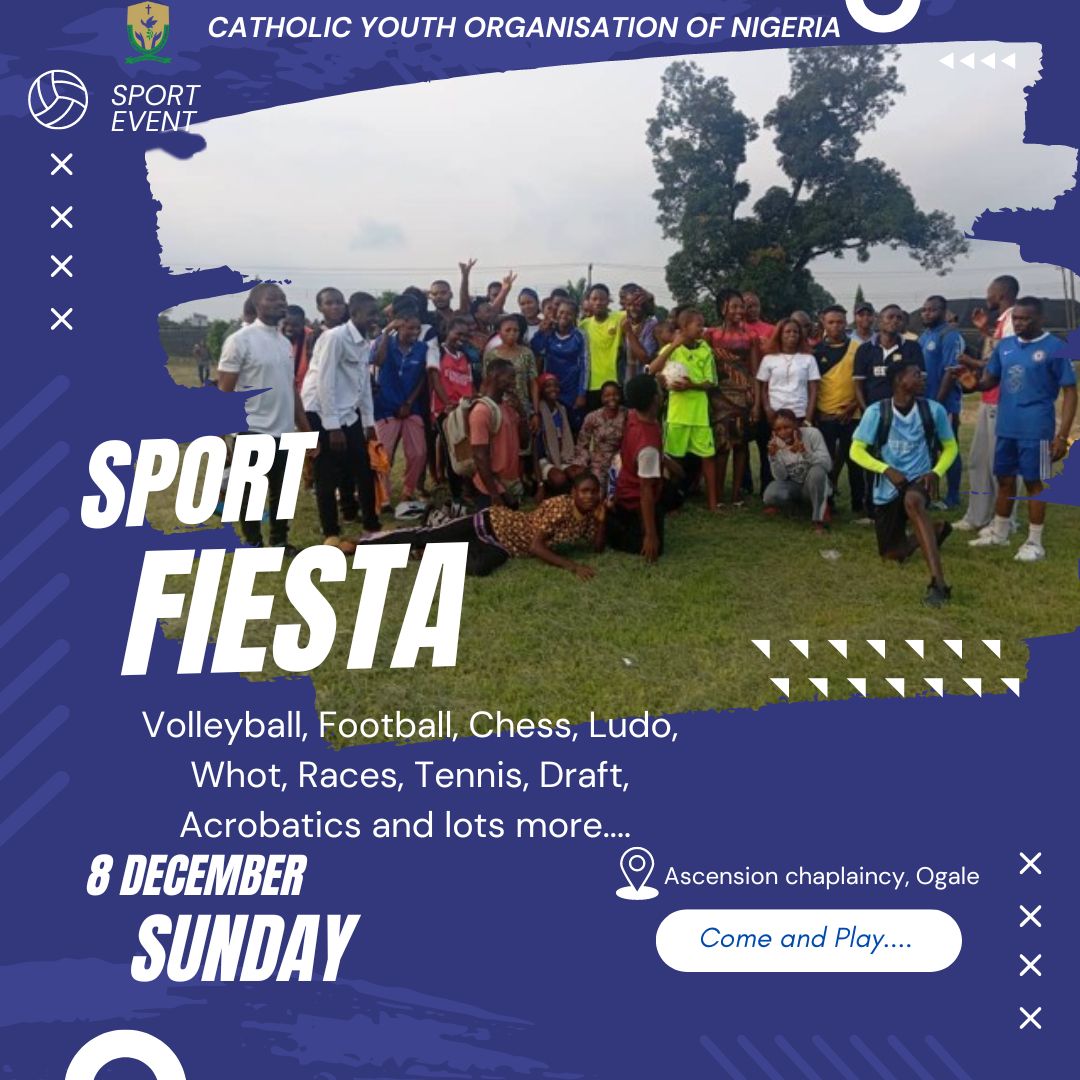 CATHOLIC YOUTH ORGANISATION OF NIGERIA
SPORT
EVENT
SPORT
FIESTA
Volleyball, Football, Chess, Ludo,
Whot, Races, Tennis, Draft,
Acrobatics and lots more....
8 DECEMBER
SUNDAY
Ascension chaplaincy, Ogale
Come and Play....